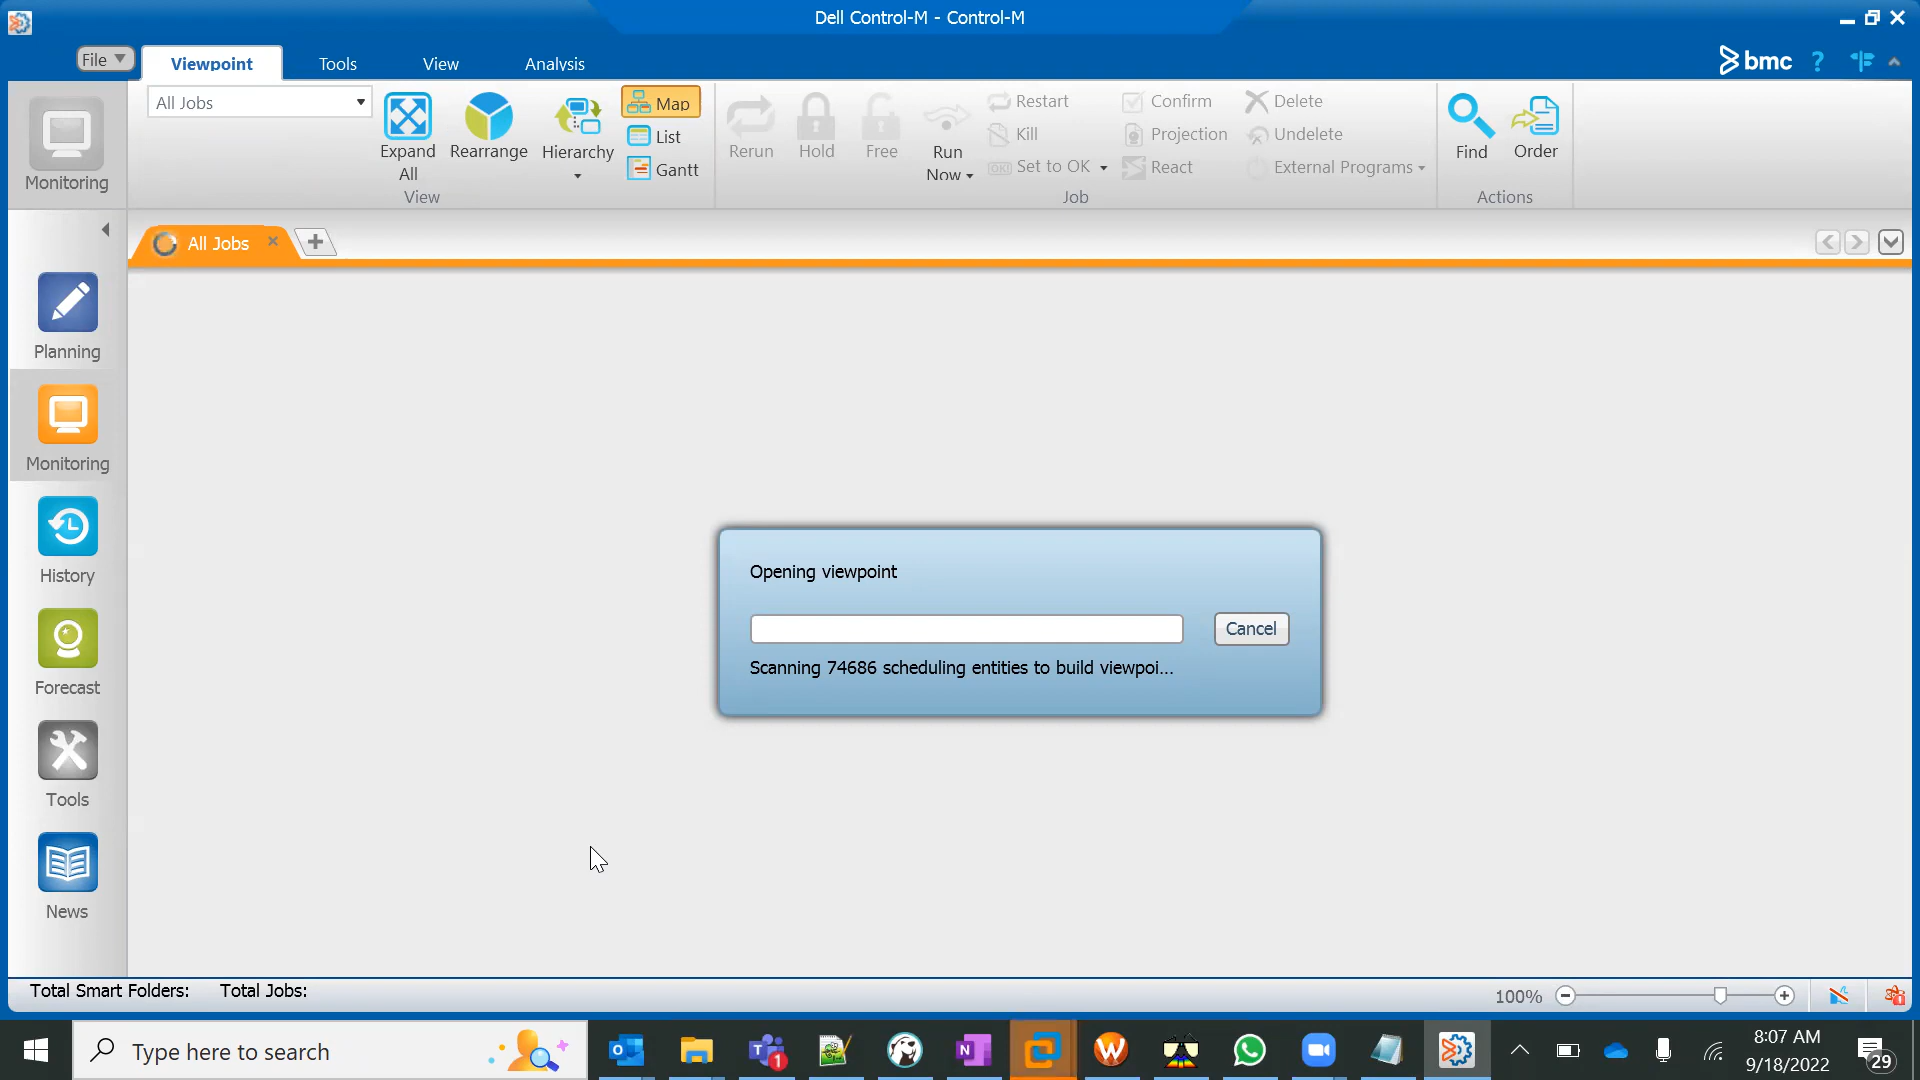 Dell Control-M - Control-M
File
Viewpoint
Tools
View
Analysis
bmc
?
Monitoring
All Jobs
Expand
All
Rearrange
Hierarchy
Map
List
Gantt
View
Rerun
Hold
Free
Run
Now
Restart
Kill
Set to OK
Confirm
Projection
React
Delete
Undelete
External Programs
Job
Find
Order
Actions
All Jobs
Planning
Monitoring
History
Forecast
Tools
News
Opening viewpoint
Cancel
Scanning 74686 scheduling entities to build viewpoi...
Total Smart Folders:
Total Jobs:
100%
Type here to search
1
8:07 AM
9/18/2022
29